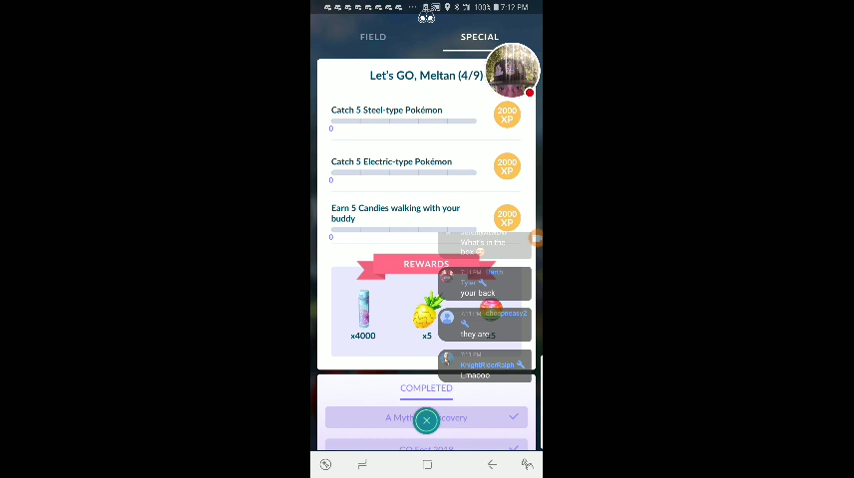 100% 7:12 PM
FIELD
SPECIAL
Let's GO, Meltan (4/9)
Catch 5 Steel-type Pokémon
2000
XP
0
Catch 5 Electric-type Pokémon
2000
XP
0
Earn 5 Candies walking with your
buddy
2000
XP
0
What's in the
box
REWARDS
Tyler
your back
they are
KnightRiderRalph
Lmaooo
x4000
x5
COMPLETED